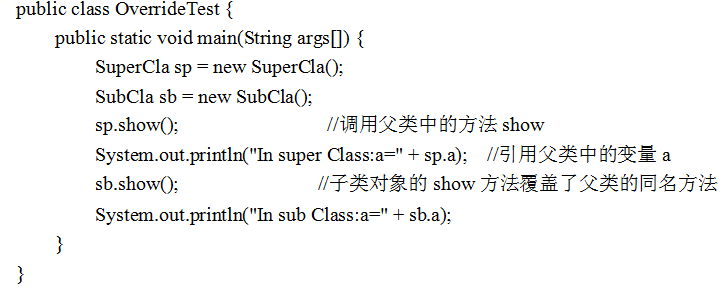 public class OverrideTest {
public static void main(String args[]) {
SuperCla sp = new SuperCla();
SubCla sb = new SubCla();
sp.show(); //调用父类中的方法 show
System.out.println("In super Class:a=" + sp.a); //引用父类中的变量 a
sb.show(); //子类对象的 show 方法覆盖了父类的同名方法
System.out.println("In sub Class:a=" + sb.a);
}
}